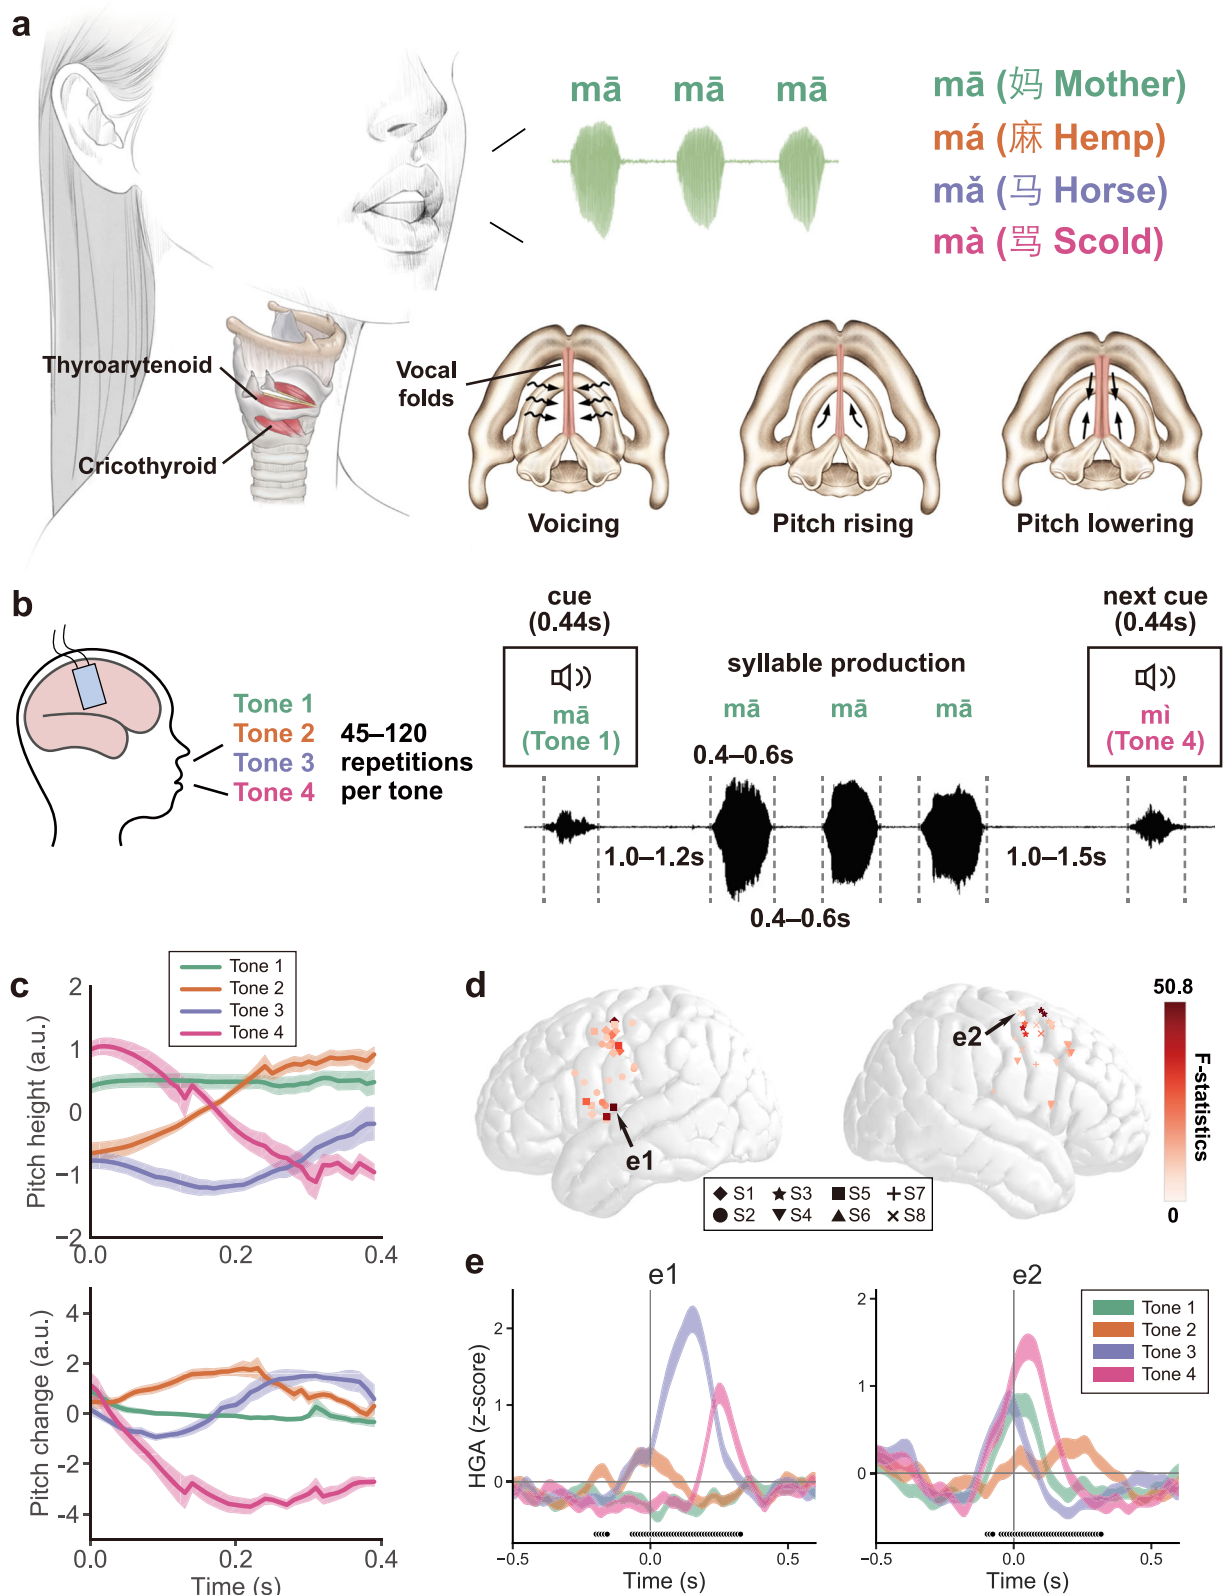 a
mā mā mā
mā (妈 Mother)
má (麻 Hemp)
mǎ (马 Horse)
mà (骂 Scold)
Thyroarytenoid
Cricothyroid
Vocal
folds
Voicing
Pitch rising
Pitch lowering
b
Tone 1
Tone 2
Tone 3
Tone 4
45–120
repetitions
per tone
cue
(0.44s)
mā
(Tone 1)
syllable production
mā mā mā
0.4–0.6s
1.0–1.2s
0.4–0.6s
1.0–1.5s
next cue
(0.44s)
mì
(Tone 4)
c
Tone 1
Tone 2
Tone 3
Tone 4
Pitch height (a.u.)
2
1
0
−1
−2
0.0 0.2 0.4
Pitch change (a.u.)
4
2
0
−2
−4
0.0 0.2 0.4
Time (s)
d
e1
e2
50.8
F-statistics
0
S1 S3 S5 S7
S2 S4 S6 S8
e
e1
HGA (z-score)
2
1
0
−0.5 0.0 0.5
Time (s)
e2
2
1
0
−0.5 0.0 0.5
Time (s)
Tone 1
Tone 2
Tone 3
Tone 4